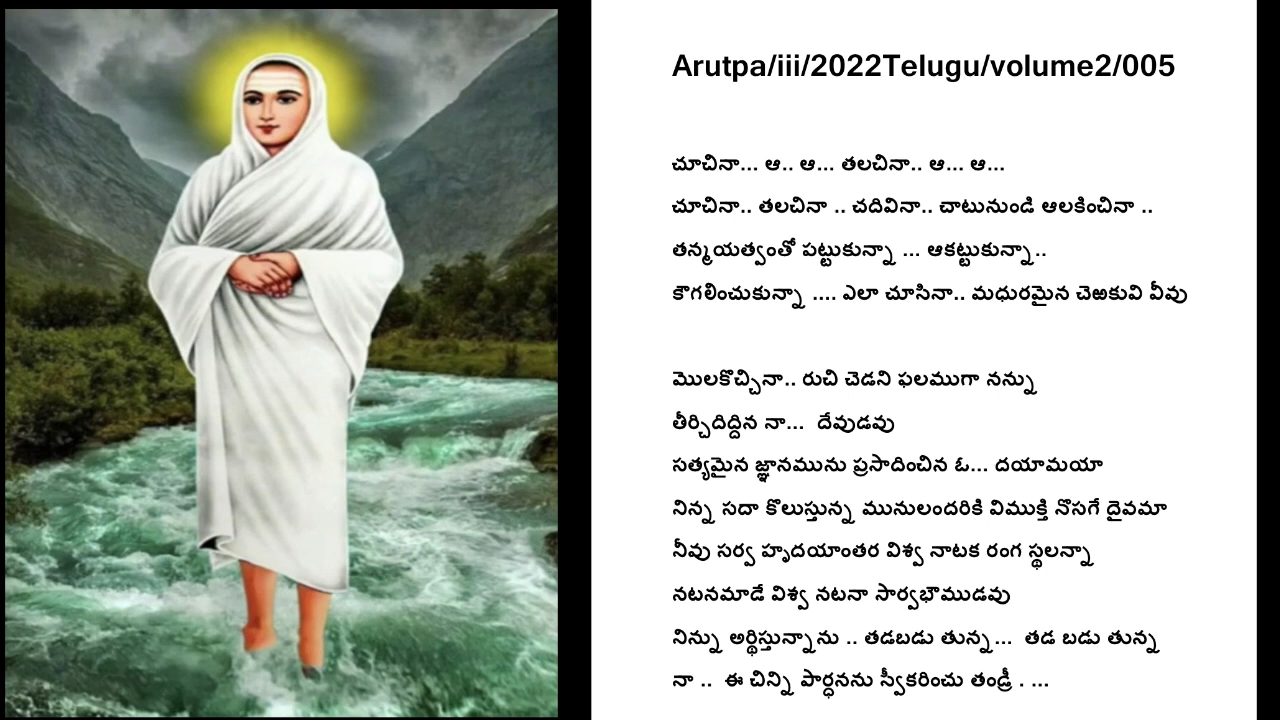 Arutpa/iii/2022Telugu/volume2/005
చూచినా... ఆ.. ఆ... తలచినా.. ఆ... ఆ...
చూచినా.. తలచినా .. చదివినా.. చాటునుండి ఆలకించినా ..
తన్మయత్వంతో పట్టుకున్నా ... ఆకట్టుకున్నా..
కౌగలించుకున్నా .... ఎలా చూసినా.. మధురమైన చెఱకువి వీవు
మొలకొచ్చినా.. రుచి చెడని ఫలముగా నన్ను
తీర్చిదిద్దిన నా...  దేవుడవు
సత్యమైన జ్ఞానమును ప్రసాదించిన ఓ... దయామయా
నిన్న సదా కొలుస్తున్న మునులందరికి విముక్తి నొసగే దైవమా
నీవు సర్వ హృదయాంతర విశ్వ నాటక రంగ స్థలన్నా
నటనమాడే విశ్వ నటనా సార్వభౌముడవు
నిన్ను అర్థిస్తున్నాను .. తడబడు తున్న...  తడ బడు తున్న
నా ..  ఈ చిన్ని పార్ధనను స్వీకరించు తండ్రీ . ...